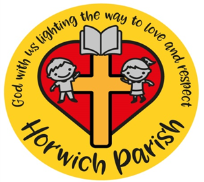 God with us lighting the way to love and respect
Horwich Parish